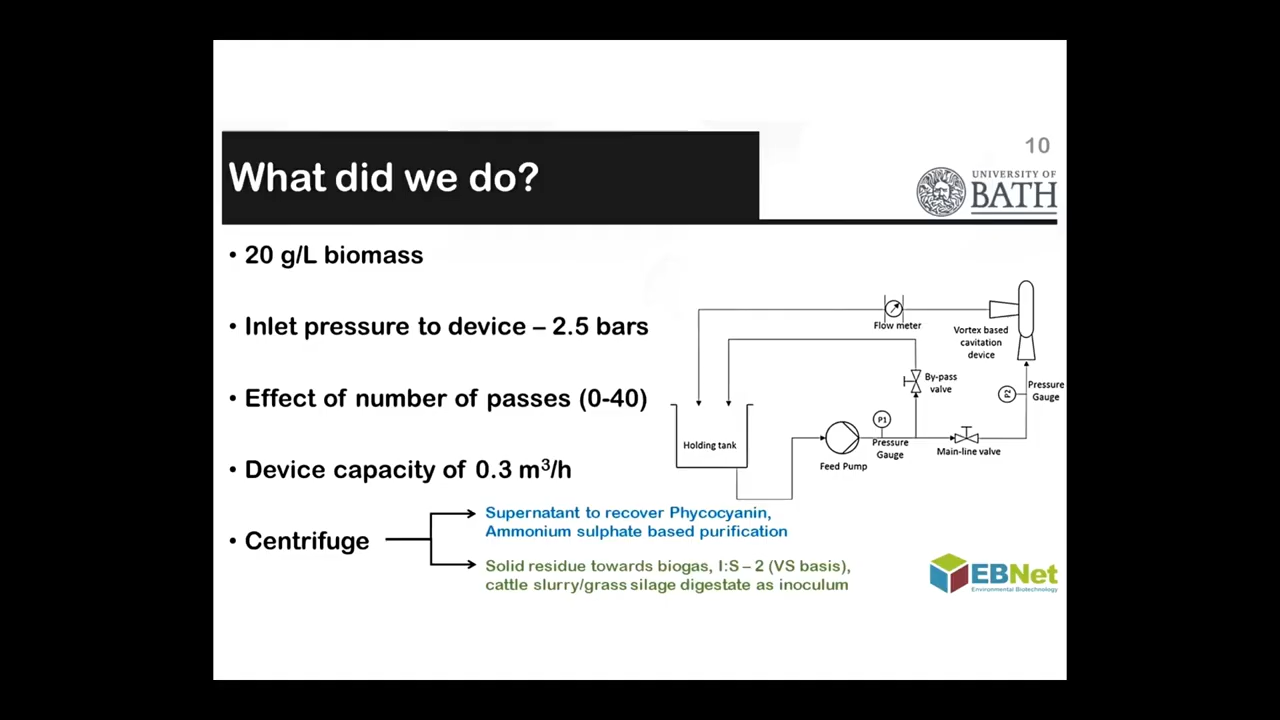 10
What did we do?
UNIVERSITY OF
BATH
• 20 g/L biomass
• Inlet pressure to device – 2.5 bars
• Effect of number of passes (0-40)
• Device capacity of 0.3 m³/h
• Centrifuge
Supernatant to recover Phycocyanin,
Ammonium sulphate based purification
Solid residue towards biogas, I:S – 2 (VS basis),
cattle slurry/grass silage digestate as inoculum
Flow meter
Vortex based
cavitation
device
By-pass
valve
P2
Pressure
Gauge
P1
Pressure
Gauge
Holding tank
Feed Pump
Main-line valve
EBNet
Environmental Biotechnology